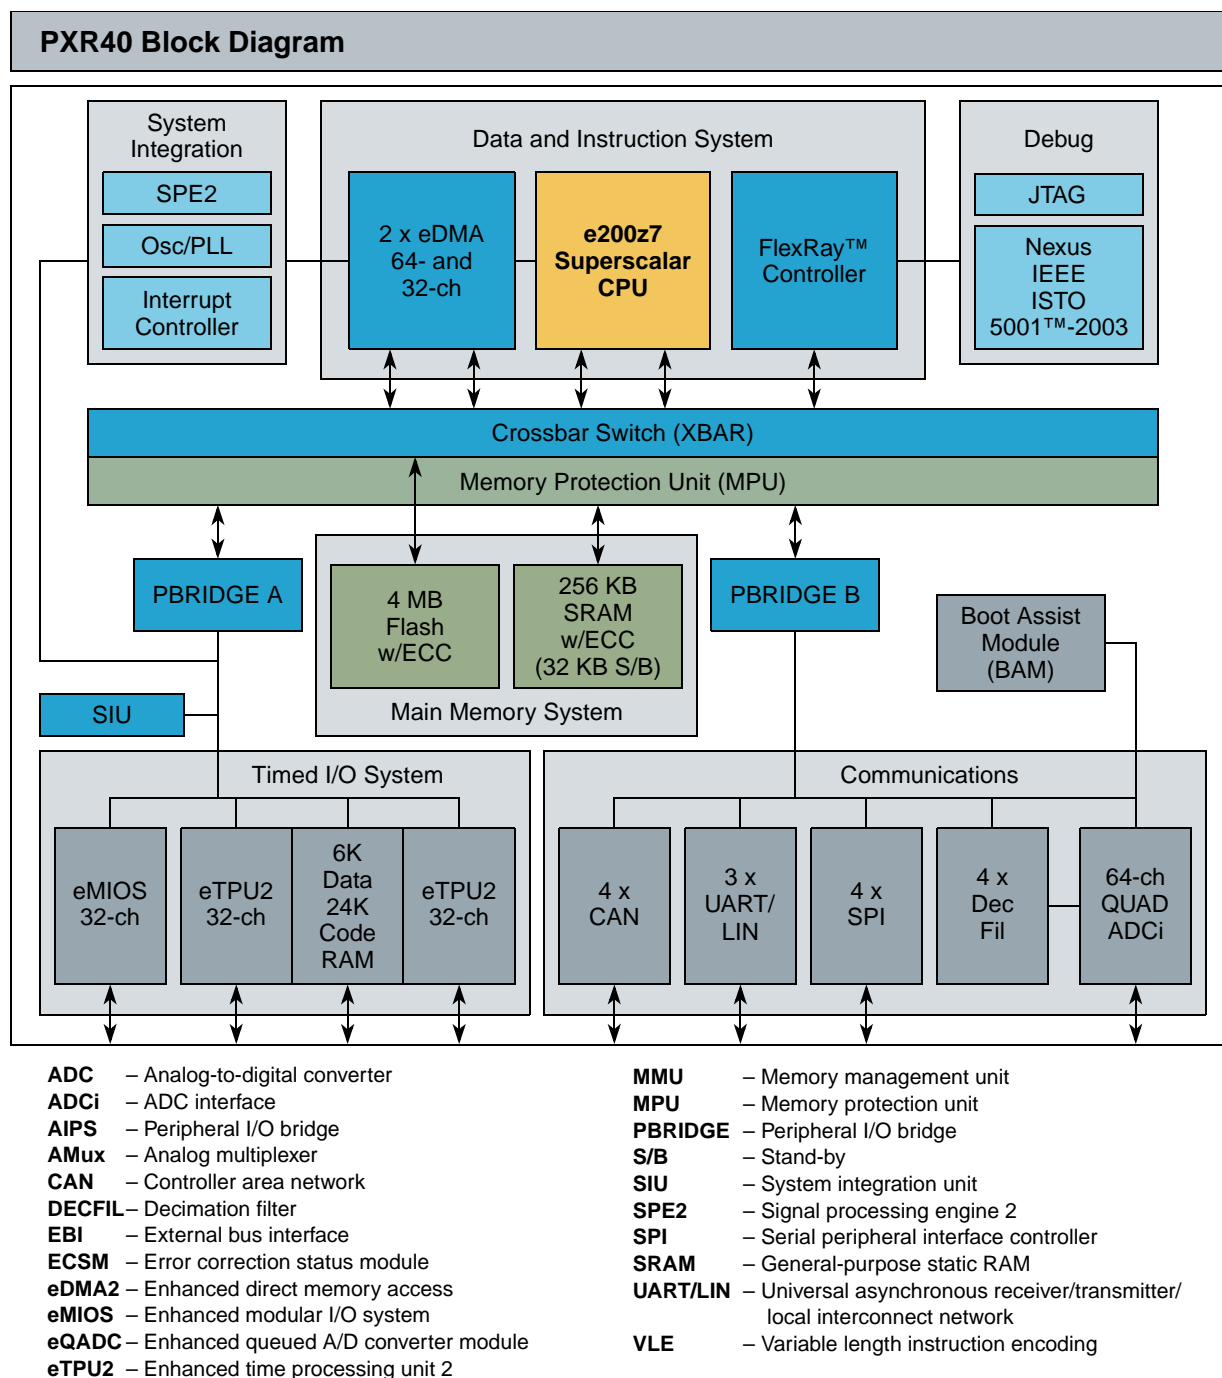 PXR40 Block Diagram
System
Integration
SPE2
Osc/PLL
Interrupt
Controller
Data and Instruction System
2 x eDMA
64- and
32-ch
e200z7
Superscalar
CPU
FlexRay™
Controller
Debug
JTAG
Nexus
IEEE
ISTO
5001™-2003
Crossbar Switch (XBAR)
Memory Protection Unit (MPU)
PBRIDGE A
4 MB
Flash
w/ECC
256 KB
SRAM
w/ECC
(32 KB S/B)
Main Memory System
PBRIDGE B
Boot Assist
Module
(BAM)
SIU
Timed I/O System
eMIOS
32-ch
eTPU2
32-ch
6K
Data
24K
Code
RAM
eTPU2
32-ch
Communications
4 x
CAN
3 x
UART/
LIN
4 x
SPI
4 x
Dec
Fil
64-ch
QUAD
ADCi
ADC – Analog-to-digital converter
ADCi – ADC interface
AIPS – Peripheral I/O bridge
AMux – Analog multiplexer
CAN – Controller area network
DECFIL – Decimation filter
EBI – External bus interface
ECSM – Error correction status module
eDMA2 – Enhanced direct memory access
eMIOS – Enhanced modular I/O system
eQADC – Enhanced queued A/D converter module
eTPU2 – Enhanced time processing unit 2
MMU – Memory management unit
MPU – Memory protection unit
PBRIDGE – Peripheral I/O bridge
S/B – Stand-by
SIU – System integration unit
SPE2 – Signal processing engine 2
SPI – Serial peripheral interface controller
SRAM – General-purpose static RAM
UART/LIN – Universal asynchronous receiver/transmitter/
local interconnect network
VLE – Variable length instruction encoding